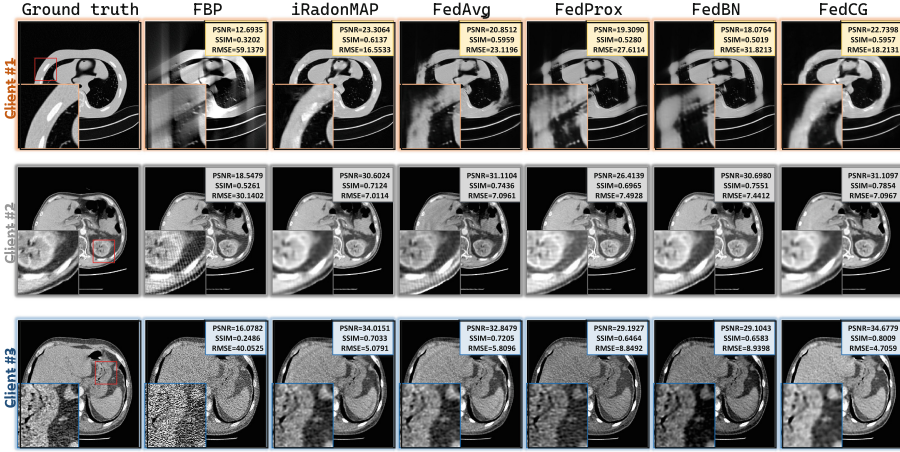 Ground truth FBP iRadonMAP FedAvg FedProx FedBN FedCG
Client #1
PSNR=12.6935 PSNR=23.3064 PSNR=20.8512 PSNR=19.3090 PSNR=18.0764 PSNR=22.7398
SSIM=0.3202 SSIM=0.6137 SSIM=0.5959 SSIM=0.5280 SSIM=0.5019 SSIM=0.5957
RMSE=59.1379 RMSE=16.5533 RMSE=23.1196 RMSE=27.6114 RMSE=31.8213 RMSE=18.2131
Client #2
PSNR=18.5479 PSNR=30.6024 PSNR=31.1104 PSNR=26.4139 PSNR=30.6980 PSNR=31.1097
SSIM=0.5261 SSIM=0.7124 SSIM=0.7436 SSIM=0.6965 SSIM=0.7551 SSIM=0.7854
RMSE=30.1402 RMSE=7.0114 RMSE=7.0961 RMSE=7.4928 RMSE=7.4412 RMSE=7.0967
Client #3
PSNR=16.0782 PSNR=34.0151 PSNR=32.8479 PSNR=29.1927 PSNR=29.1043 PSNR=34.6779
SSIM=0.2486 SSIM=0.7033 SSIM=0.7205 SSIM=0.6464 SSIM=0.6583 SSIM=0.8009
RMSE=40.0525 RMSE=5.0791 RMSE=5.8096 RMSE=8.8492 RMSE=8.9398 RMSE=4.7059